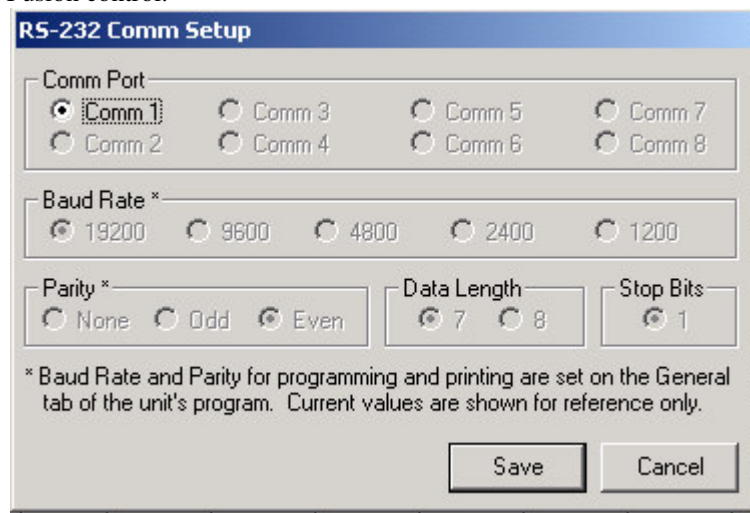 Fusion control.
RS-232 Comm Setup
Comm Port
Comm 1 Comm 3 Comm 5 Comm 7
Comm 2 Comm 4 Comm 6 Comm 8
Baud Rate *
19200 9600 4800 2400 1200
Parity * Data Length Stop Bits
None Odd Even 7 8 1
* Baud Rate and Parity for programming and printing are set on the General
tab of the unit's program. Current values are shown for reference only.
Save Cancel